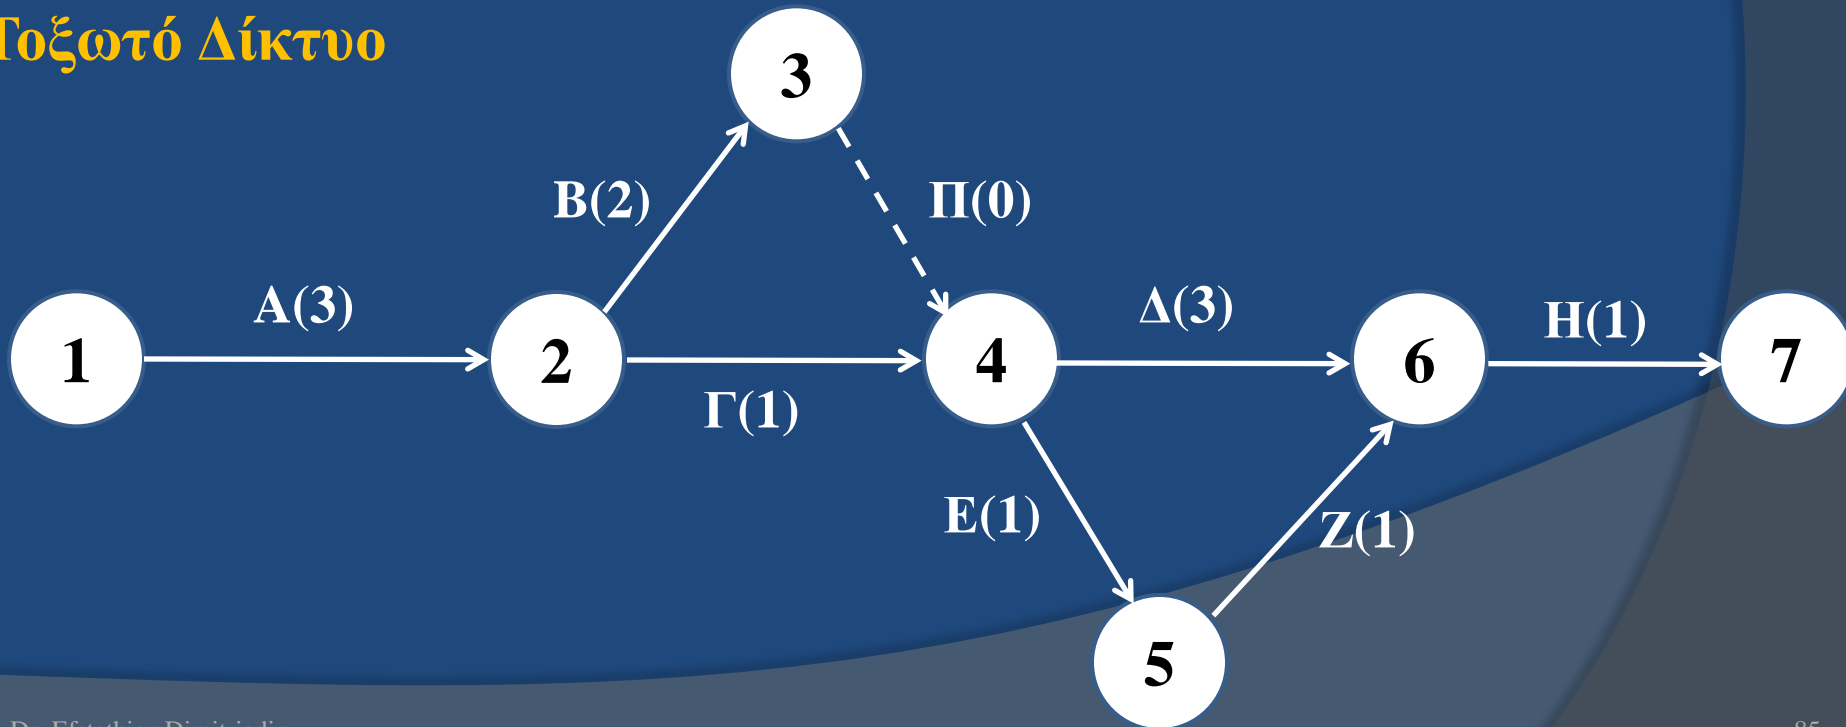 Τοξωτό Δίκτυο
3
Β(2)
Π(0)
Α(3)
Δ(3)
Η(1)
1
2
4
6
7
Γ(1)
Ε(1)
Ζ(1)
5